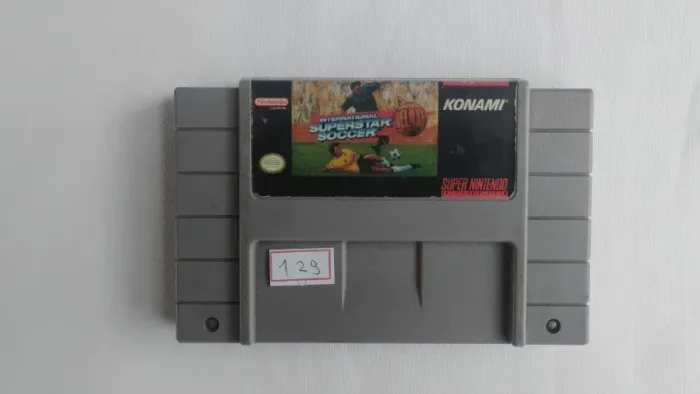 Nintendo
KONAMI
INTERNATIONAL
SUPERSTAR
SOCCER
SUPER NINTENDO
129